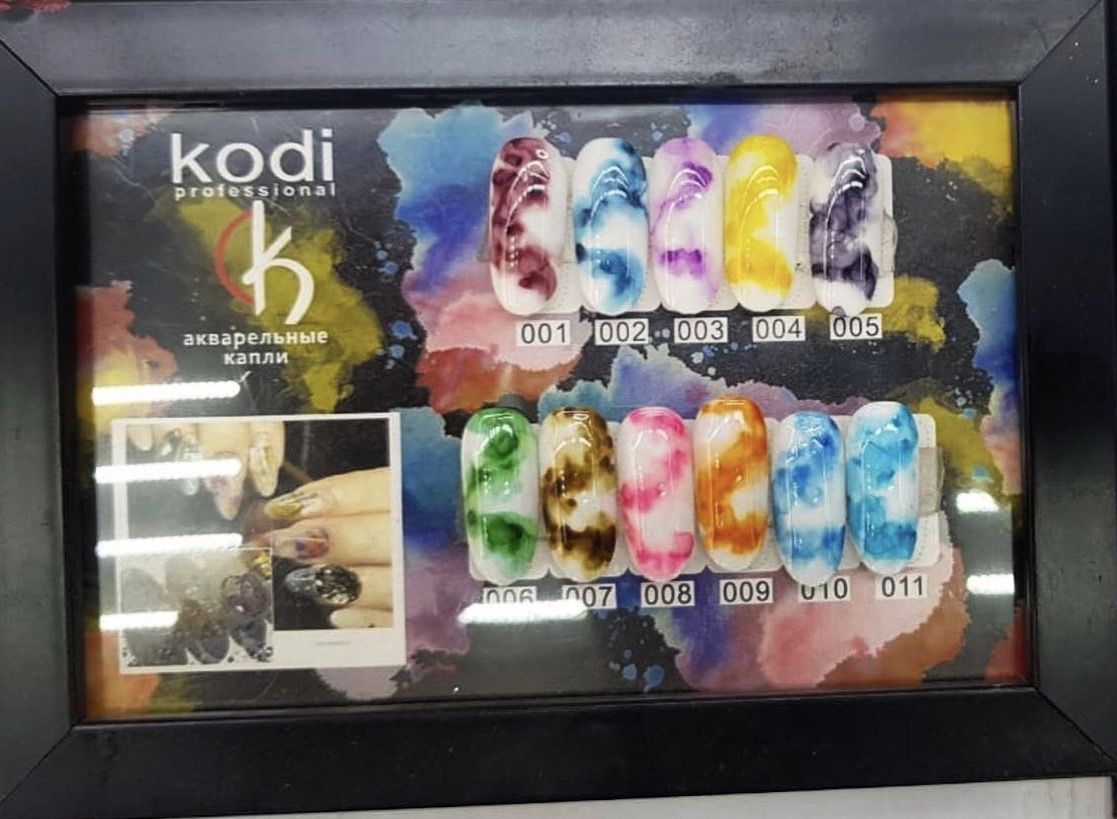 kodi
professional
k
акварельные
капли
001 002 003 004 005
006 007 008 009 010 011